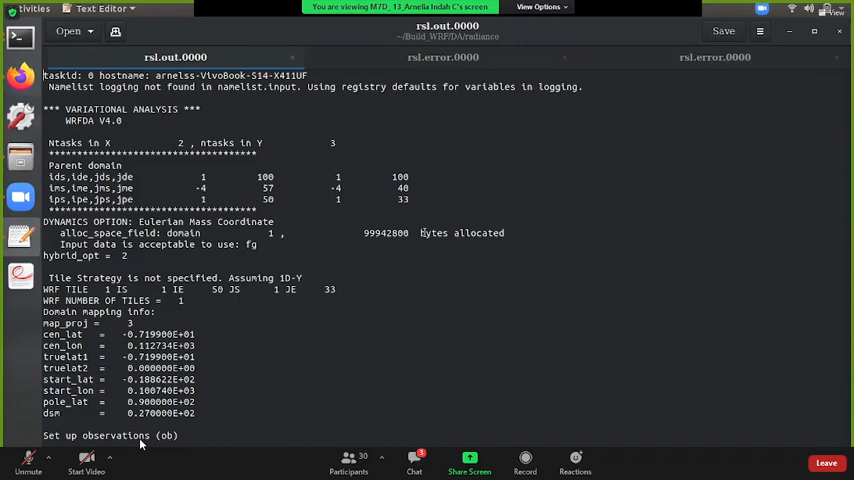 tivities
Text Editor
You are viewing M7D_ 13_Arnelia Indah C's screen
View Options
View
Open
rsl.out.0000
~/Build_WRF/DA/radiance
Save
rsl.out.0000
rsl.error.0000
rsl.error.0000
taskid: 0 hostname: arnelss-VivoBook-S14-X411UF
Namelist logging not found in namelist.input. Using registry defaults for variables in logging.
*** VARIATIONAL ANALYSIS ***
WRFDA V4.0
Ntasks in X 2 , ntasks in Y 3
*************************************
Parent domain
ids,ide,jds,jde 1 100 1 100
ims,ime,jms,jme -4 57 -4 40
ips,ipe,jps,jpe 1 50 1 33
*************************************
DYNAMICS OPTION: Eulerian Mass Coordinate
alloc_space_field: domain 1 , 99942800 bytes allocated
Input data is acceptable to use: fg
hybrid_opt = 2
Tile Strategy is not specified. Assuming 1D-Y
WRF TILE 1 IS 1 IE 50 JS 1 JE 33
WRF NUMBER OF TILES = 1
Domain mapping info:
map_proj = 3
cen_lat = -0.719900E+01
cen_lon = 0.112734E+03
truelat1 = -0.719900E+01
truelat2 = 0.000000E+00
start_lat = -0.188622E+02
start_lon = 0.100740E+03
pole_lat = 0.900000E+02
dsm = 0.270000E+02
Set up observations (ob)
30
3
Unmute
Start Video
Participants
Chat
Share Screen
Record
Reactions
Leave